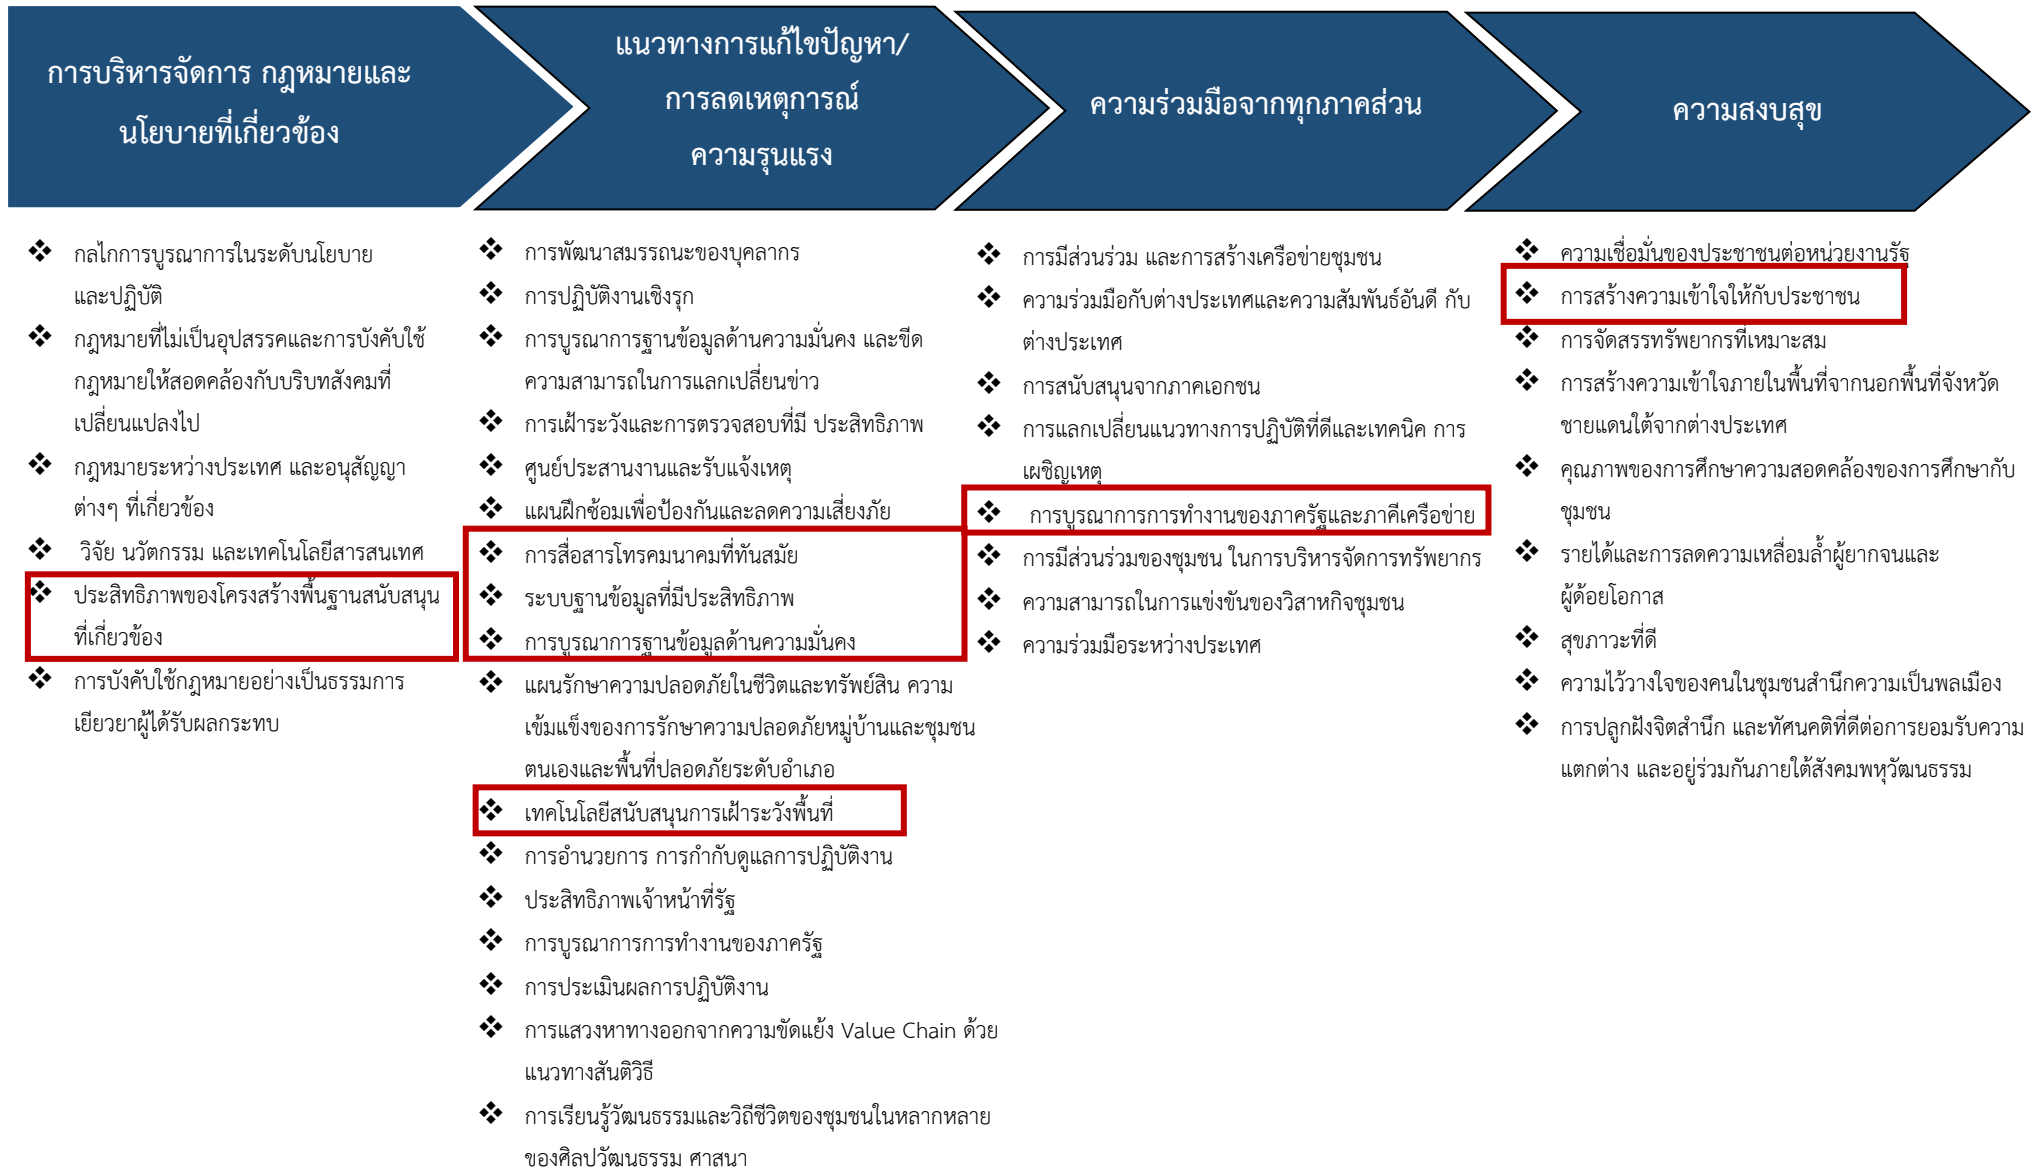 การบริหารจัดการ กฎหมายและ
นโยบายที่เกี่ยวข้อง
แนวทางการแก้ไขปัญหา/
การลดเหตุการณ์
ความรุนแรง
ความร่วมมือจากทุกภาคส่วน
ความสงบสุข
❖ กลไกการบูรณาการในระดับนโยบาย
และปฏิบัติ
❖ กฎหมายที่ไม่เป็นอุปสรรคและการบังคับใช้
กฎหมายให้สอดคล้องกับบริบทสังคมที่
เปลี่ยนแปลงไป
❖ กฎหมายระหว่างประเทศ และอนุสัญญา
ต่างๆ ที่เกี่ยวข้อง
❖ วิจัย นวัตกรรม และเทคโนโลยีสารสนเทศ
❖ ประสิทธิภาพของโครงสร้างพื้นฐานสนับสนุน
ที่เกี่ยวข้อง
❖ การบังคับใช้กฎหมายอย่างเป็นธรรมการ
เยียวยาผู้ได้รับผลกระทบ
❖ การพัฒนาสมรรถนะของบุคลากร
❖ การปฏิบัติงานเชิงรุก
❖ การบูรณาการฐานข้อมูลด้านความมั่นคง และขีด
ความสามารถในการแลกเปลี่ยนข่าว
❖ การเฝ้าระวังและการตรวจสอบที่มี ประสิทธิภาพ
❖ ศูนย์ประสานงานและรับแจ้งเหตุ
❖ แผนฝึกซ้อมเพื่อป้องกันและลดความเสี่ยงภัย
❖ การสื่อสารโทรคมนาคมที่ทันสมัย
❖ ระบบฐานข้อมูลที่มีประสิทธิภาพ
❖ การบูรณาการฐานข้อมูลด้านความมั่นคง
❖ แผนรักษาความปลอดภัยในชีวิตและทรัพย์สิน ความ
เข้มแข็งของการรักษาความปลอดภัยหมู่บ้านและชุมชน
ตนเองและพื้นที่ปลอดภัยระดับอำเภอ
❖ เทคโนโลยีสนับสนุนการเฝ้าระวังพื้นที่
❖ การอำนวยการ การกำกับดูแลการปฏิบัติงาน
❖ ประสิทธิภาพเจ้าหน้าที่รัฐ
❖ การบูรณาการการทำงานของภาครัฐ
❖ การประเมินผลการปฏิบัติงาน
❖ การแสวงหาทางออกจากความขัดแย้ง Value Chain ด้วย
แนวทางสันติวิธี
❖ การเรียนรู้วัฒนธรรมและวิถีชีวิตของชุมชนในหลากหลาย
ของศิลปวัฒนธรรม ศาสนา
❖ การมีส่วนร่วม และการสร้างเครือข่ายชุมชน
❖ ความร่วมมือกับต่างประเทศและความสัมพันธ์อันดี กับ
ต่างประเทศ
❖ การสนับสนุนจากภาคเอกชน
❖ การแลกเปลี่ยนแนวทางการปฏิบัติที่ดีและเทคนิค การ
เผชิญเหตุ
❖ การบูรณาการการทำงานของภาครัฐและภาคีเครือข่าย
❖ การมีส่วนร่วมของชุมชน ในการบริหารจัดการทรัพยากร
❖ ความสามารถในการแข่งขันของวิสาหกิจชุมชน
❖ ความร่วมมือระหว่างประเทศ
❖ ความเชื่อมั่นของประชาชนต่อหน่วยงานรัฐ
❖ การสร้างความเข้าใจให้กับประชาชน
❖ การจัดสรรทรัพยากรที่เหมาะสม
❖ การสร้างความเข้าใจภายในพื้นที่จากนอกพื้นที่จังหวัด
ชายแดนใต้จากต่างประเทศ
❖ คุณภาพของการศึกษาความสอดคล้องของการศึกษากับ
ชุมชน
❖ รายได้และการลดความเหลื่อมล้ำผู้ยากจนและ
ผู้ด้อยโอกาส
❖ สุขภาวะที่ดี
❖ ความไว้วางใจของคนในชุมชนสำนึกความเป็นพลเมือง
❖ การปลูกฝังจิตสำนึก และทัศนคติที่ดีต่อการยอมรับความ
แตกต่าง และอยู่ร่วมกันภายใต้สังคมพหุวัฒนธรรม